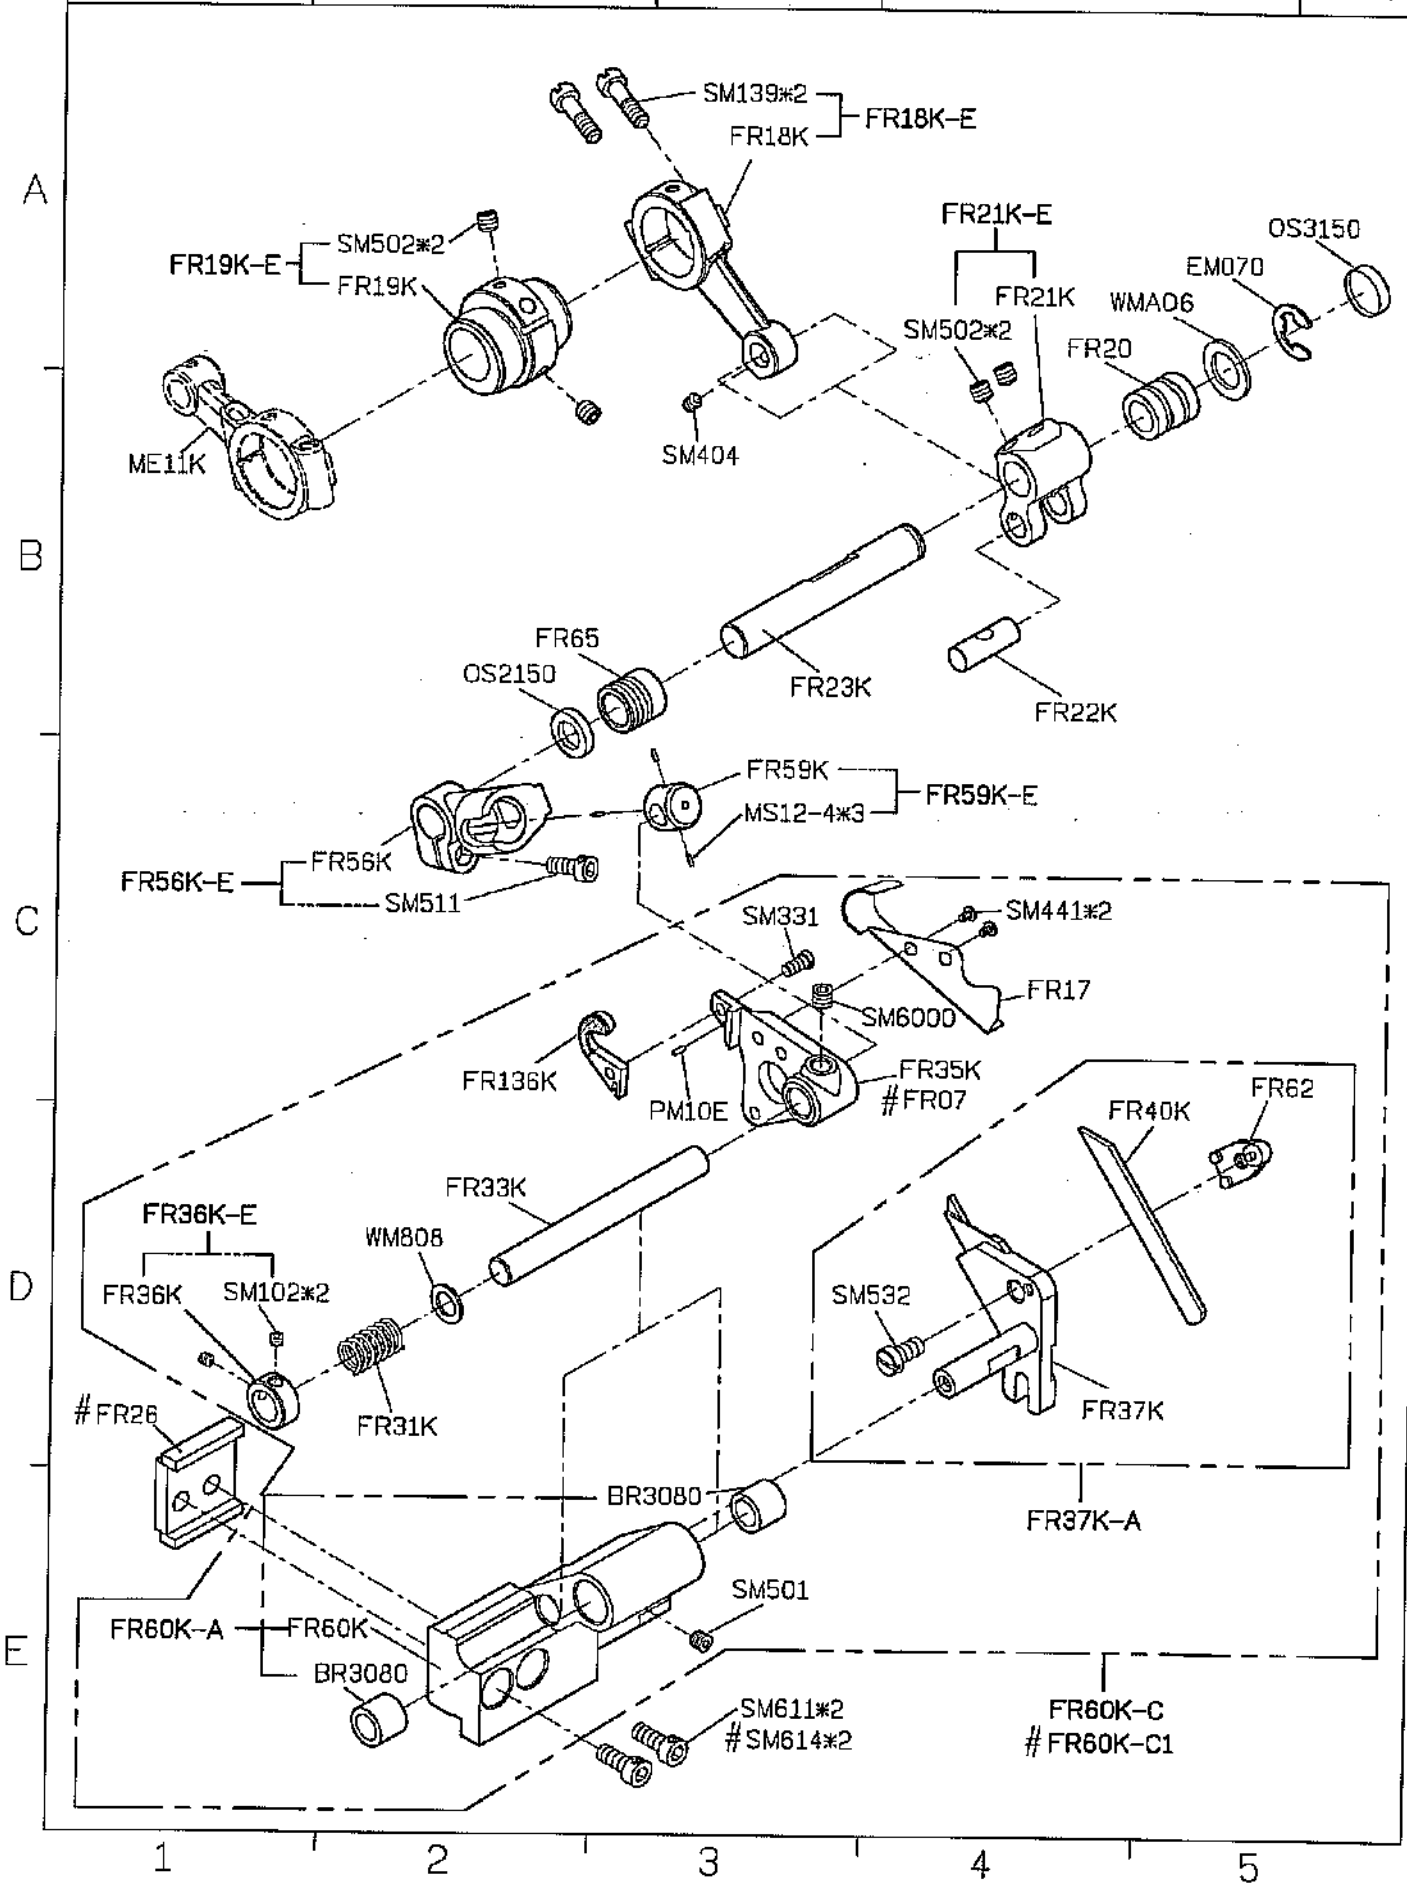 SM139*2
FR18K-E
FR18K
A
FR21K-E
OS3150
SM502*2
FR19K-E
FR19K
EM070
FR21K
WMA06
SM502*2
FR20
ME11K
SM404
B
FR65
OS2150
FR23K
FR22K
FR59K
FR59K-E
MS12-4*3
FR56K
FR56K-E
SM511
C
SM331
SM441*2
FR17
SM6000
FR136K
PM10E
FR35K
#FR07
FR62
FR40K
FR33K
FR36K-E
WM808
D
FR36K
SM102*2
SM532
#FR26
FR31K
FR37K
BR3080
FR37K-A
SM501
FR60K-A
FR60K
E
BR3080
SM611*2
#SM614*2
FR60K-C
#FR60K-C1
1
2
3
4
5